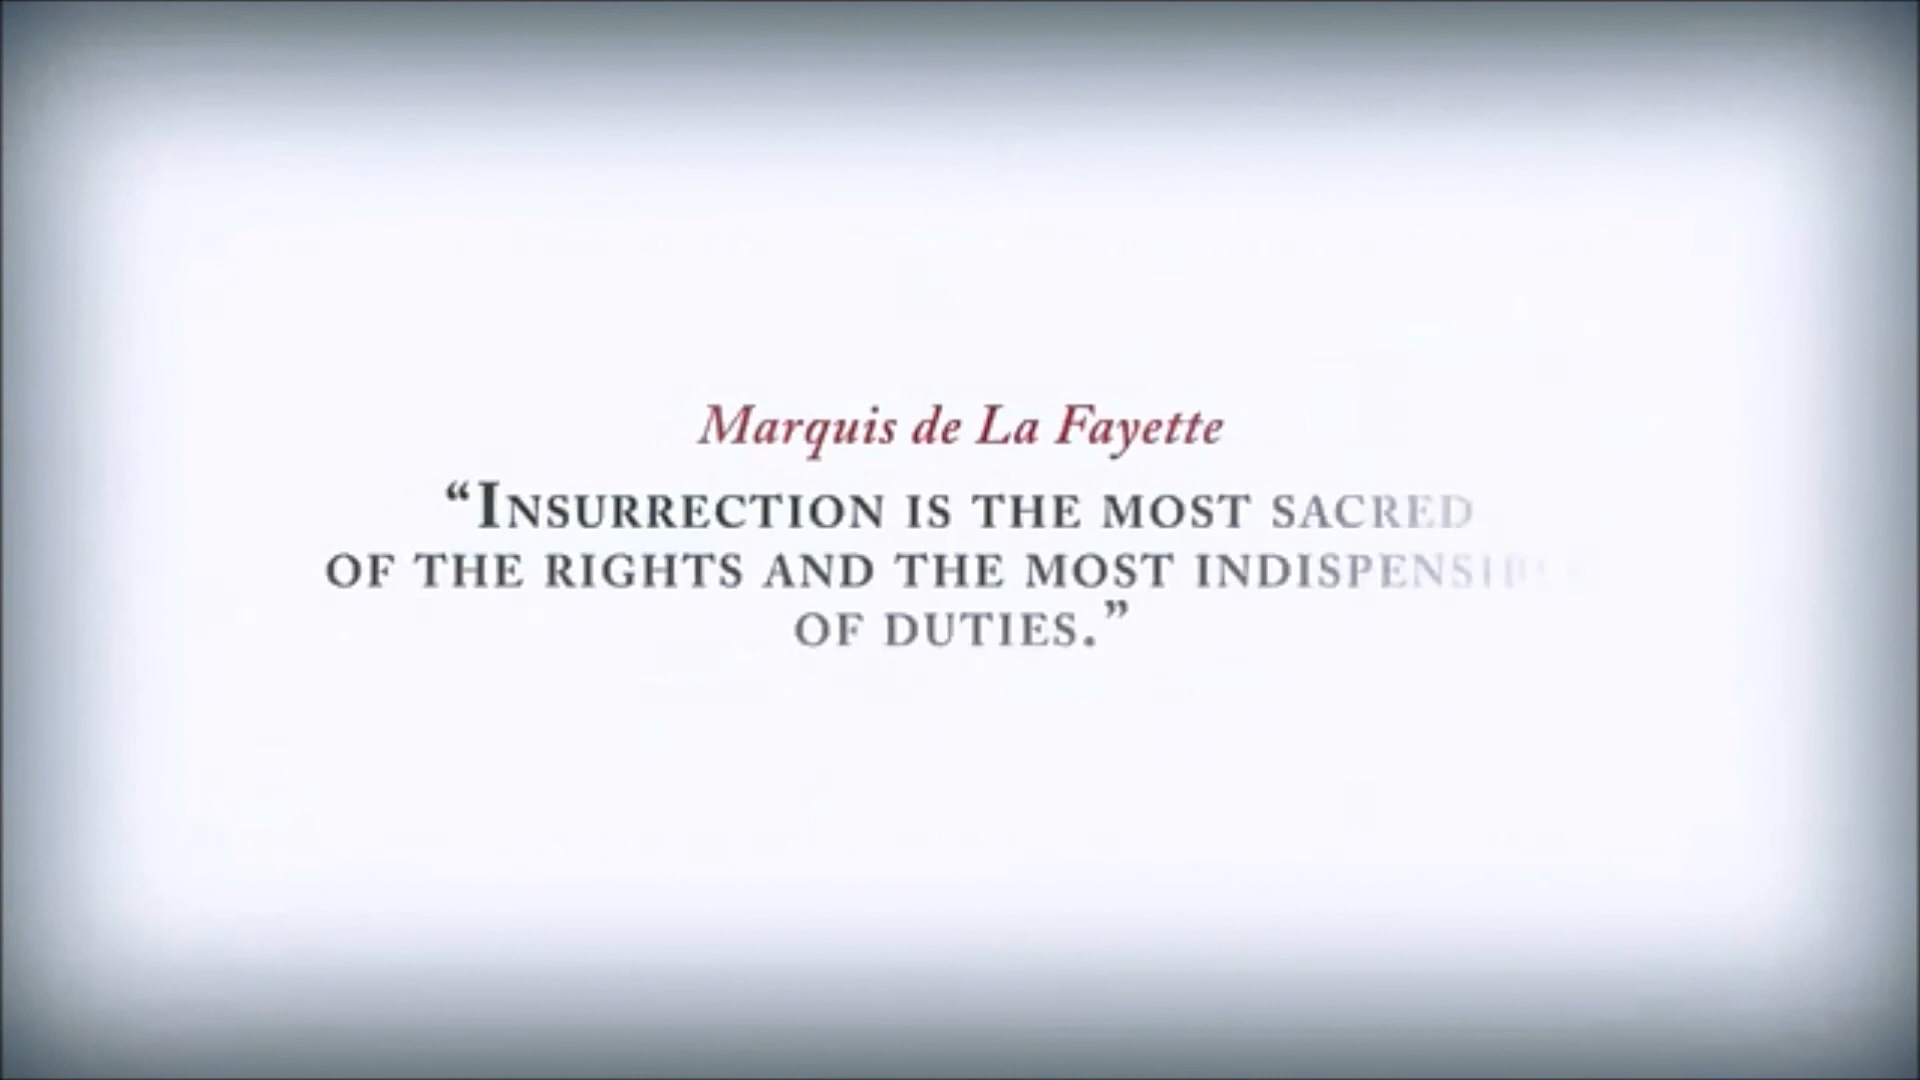 Marquis de La Fayette
“INSURRECTION IS THE MOST SACRED
OF THE RIGHTS AND THE MOST
OF DUTIES.”